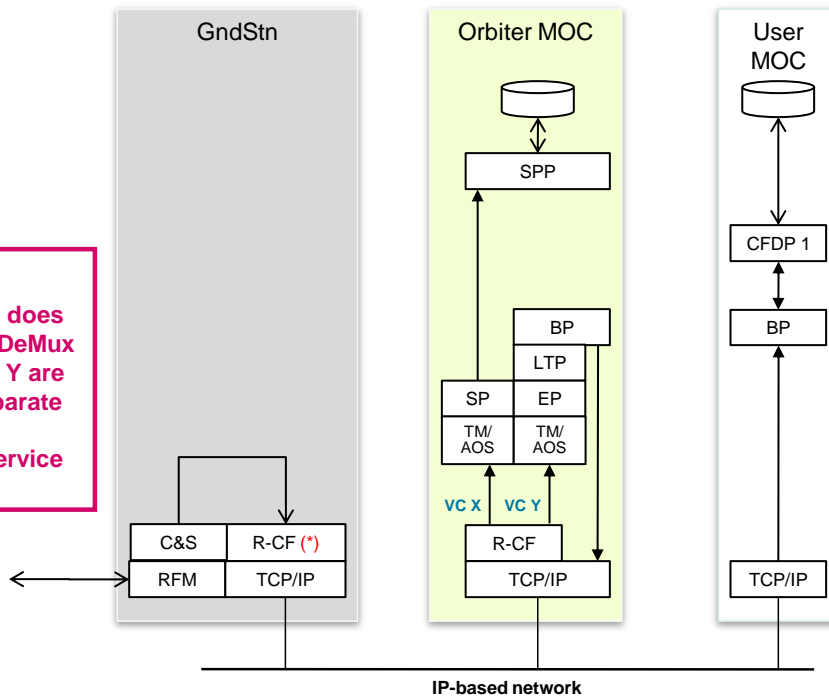 GndStn
Orbiter MOC
User
MOC
SPP
CFDP 1
does
DeMux
Y are
parate
ervice
BP
BP
LTP
SP
EP
TM/
AOS
TM/
AOS
VC X
VC Y
C&S
R-CF (*)
R-CF
RFM
TCP/IP
TCP/IP
TCP/IP
IP-based network